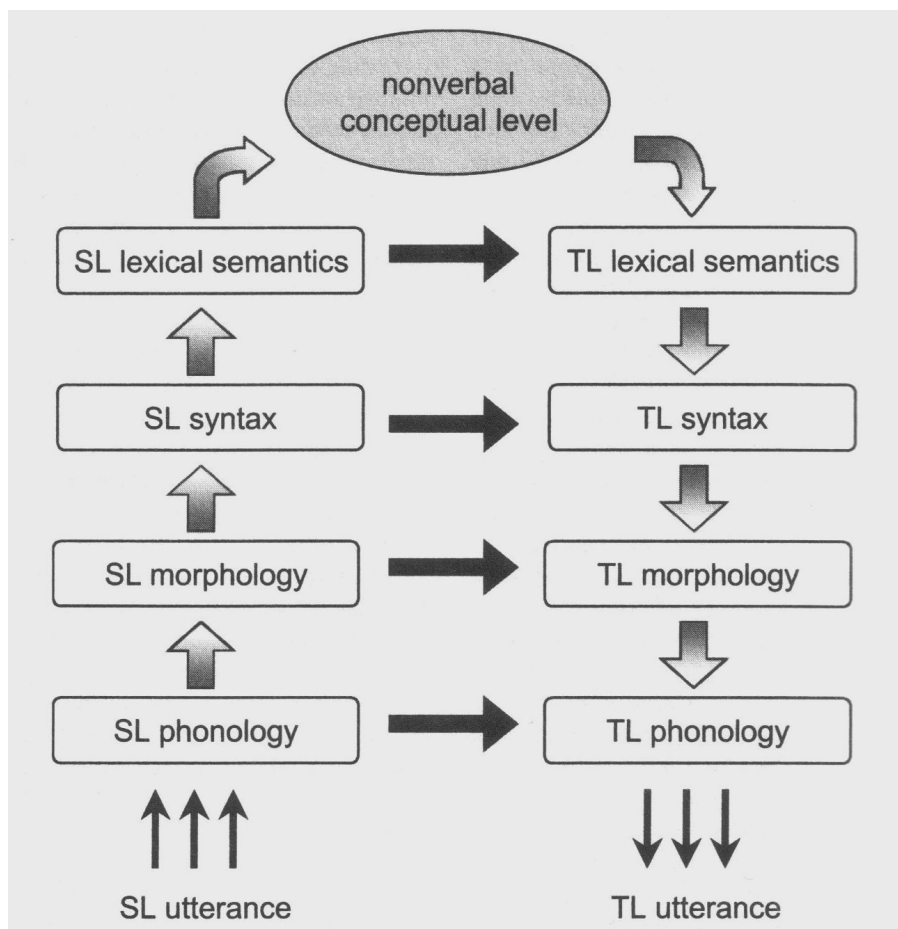 nonverbal
conceptual level
SL lexical semantics
TL lexical semantics
SL syntax
TL syntax
SL morphology
TL morphology
SL phonology
TL phonology
SL utterance
TL utterance